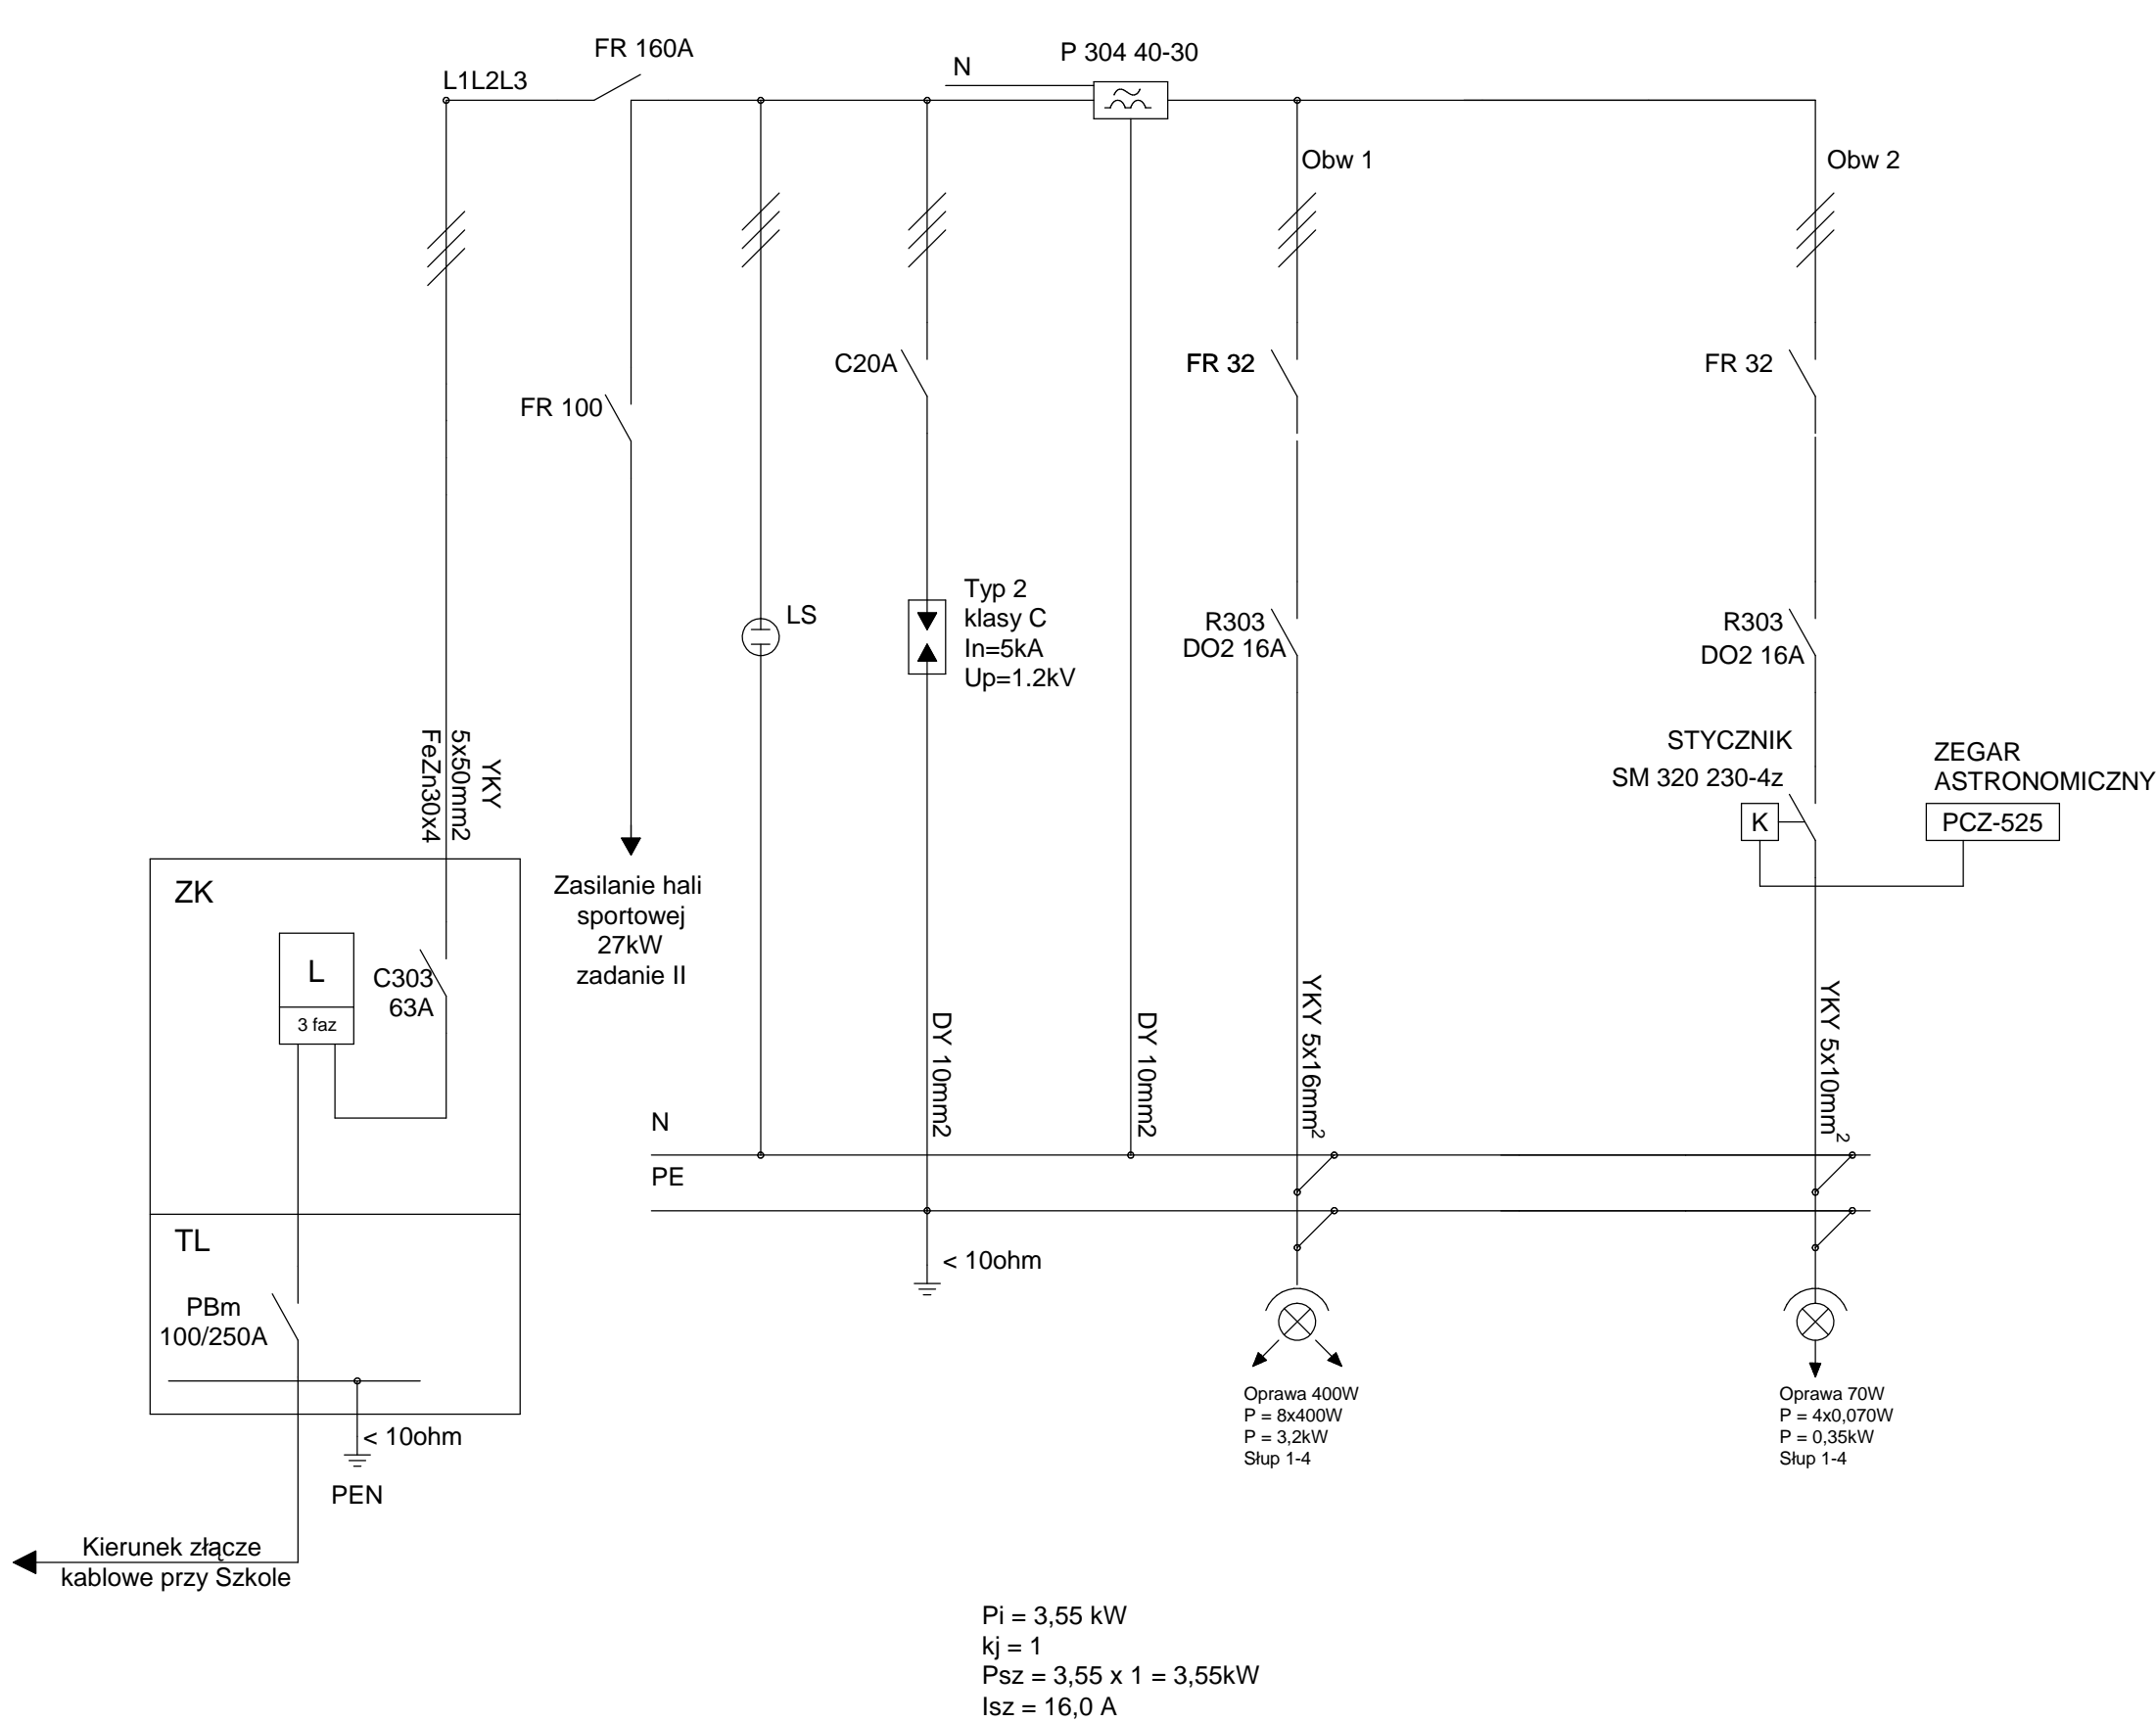 FR 160A
P 304 40-30
N
L1L2L3
Obw 1
Obw 2
C20A
FR 32
FR 32
FR 100
Typ 2
klasy C
In=5kA
Up=1.2kV
LS
R303
DO2 16A
R303
DO2 16A
STYCZNIK
SM 320 230-4z
K
ZEGAR
ASTRONOMICZNY
PCZ-525
YKY
5x50mm2
FeZn30x4
ZK
L
3 faz
C303
63A
Zasilanie hali
sportowej
27kW
zadanie II
DY 10mm2
DY 10mm2
YKY 5x16mm²
YKY 5x10mm²
N
PE
TL
PBm
100/250A
< 10ohm
< 10ohm
PEN
Oprawa 400W
P = 8x400W
P = 3,2kW
Słup 1-4
Oprawa 70W
P = 4x0,070W
P = 0,35kW
Słup 1-4
Kierunek złącze
kablowe przy Szkole
Pi = 3,55 kW
kj = 1
Psz = 3,55 x 1 = 3,55kW
Isz = 16,0 A